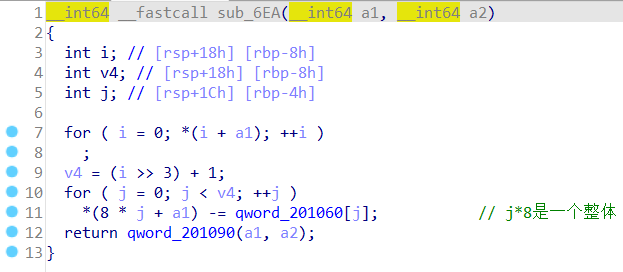 1 __int64 __fastcall sub_6EA(__int64 a1, __int64 a2)
2 {
3 int i; // [rsp+18h] [rbp-8h]
4 int v4; // [rsp+18h] [rbp-8h]
5 int j; // [rsp+1Ch] [rbp-4h]
6
7 for ( i = 0; *(i + a1); ++i )
8 ;
9 v4 = (i >> 3) + 1;
10 for ( j = 0; j < v4; ++j )
11 *(8 * j + a1) -= qword_201060[j]; // j*8是一个整体
12 return qword_201090(a1, a2);
13 }